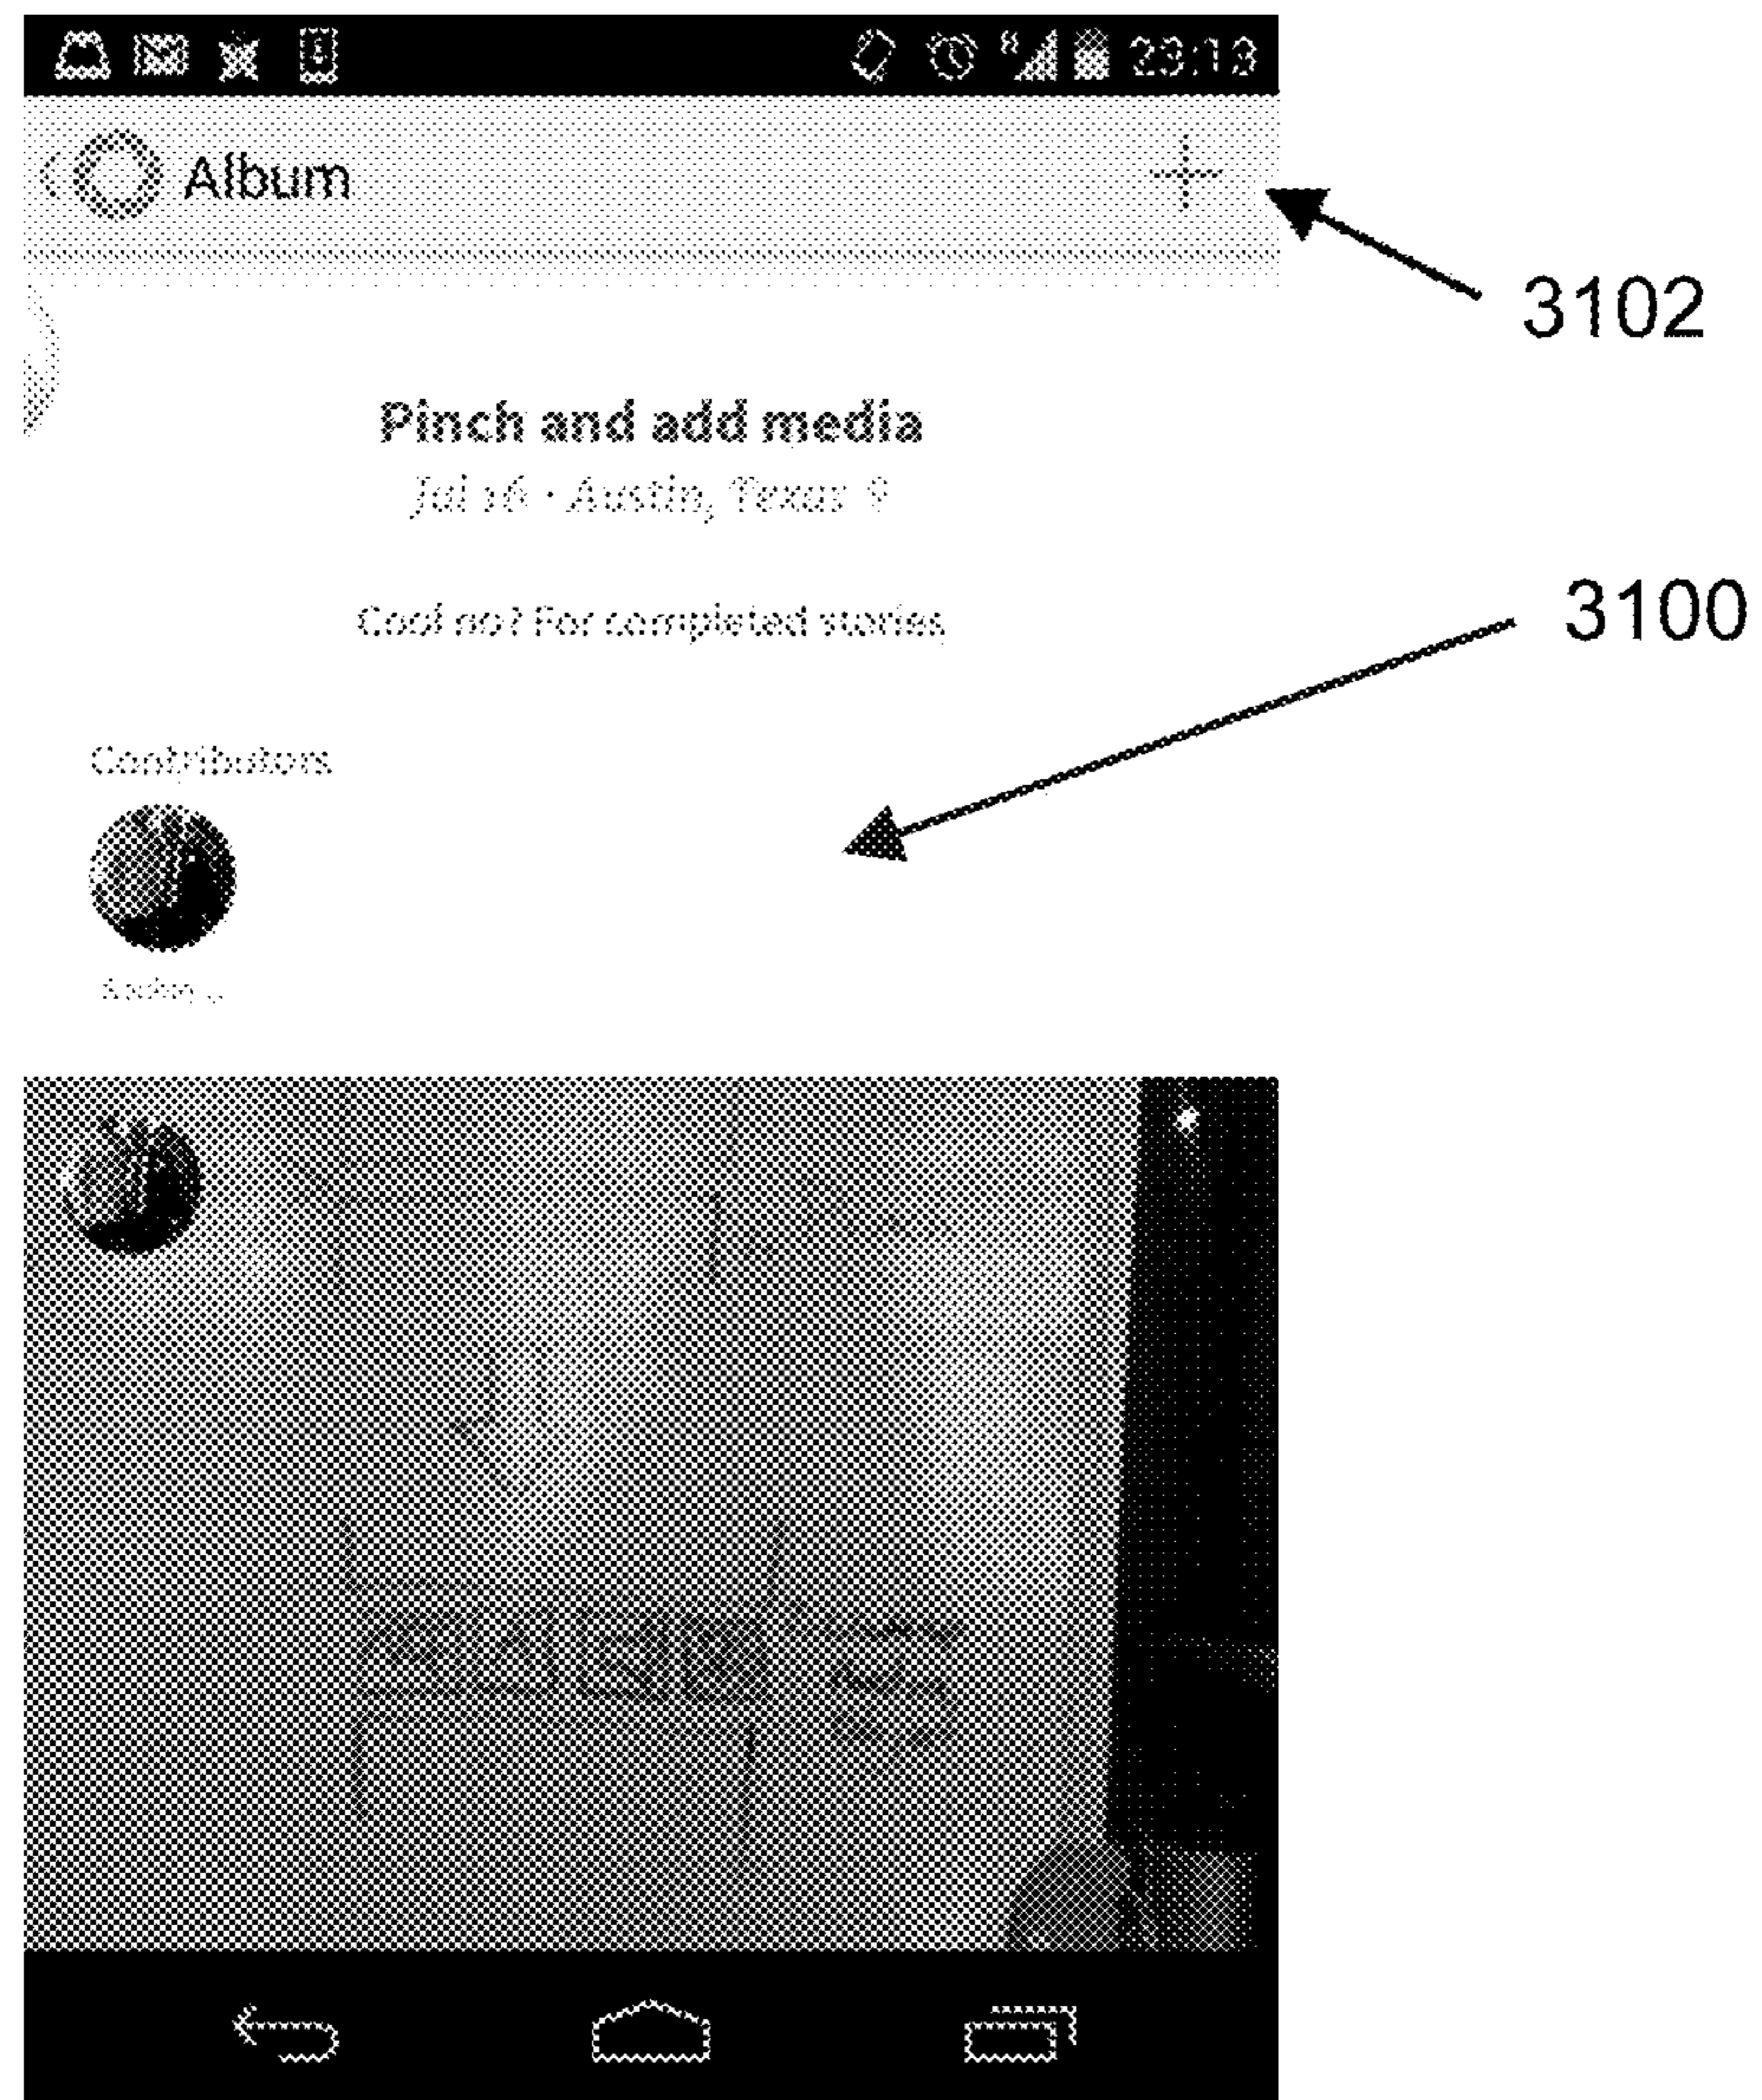 23:13
Album
3102
Pinch and add media
Jul 16 · Austin, Texas
3100
Cool no? For completed stories
Contributors